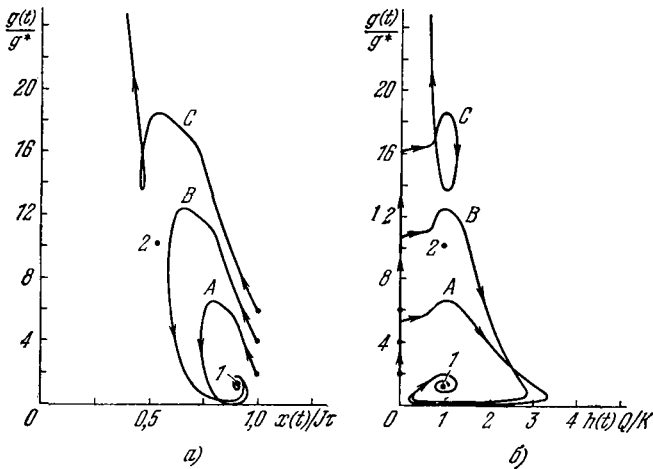 g(t)/g* g(t)/g*
20 20
C C
16 16
12 12
B B
2 2
8 8
A A
4 4
1 1
0 0,5 1,0 x(t)/Jτ 0 1 2 3 4 h(t) Q/K
а) б)